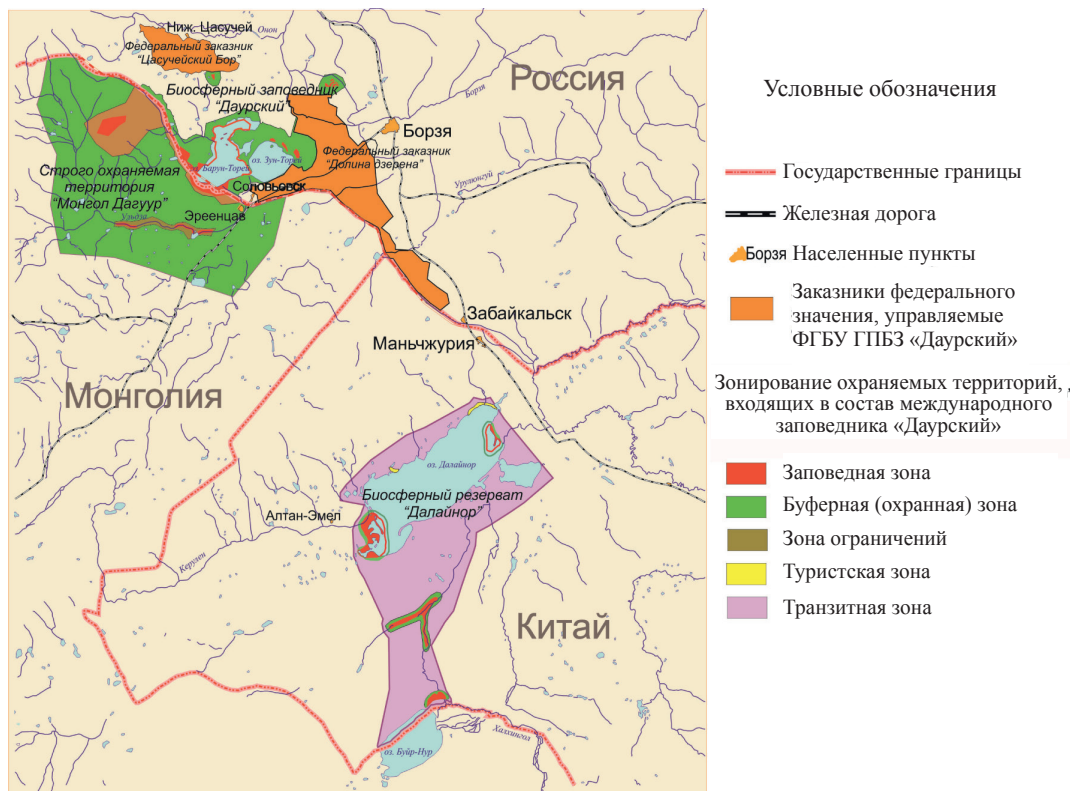 Ниж. Цасучей
Онон
Федеральный заказник
"Цасучейский Бор"
Россия
Биосферный заповедник
"Даурский"
Борзя
Борзя
Федеральный заказник
"Долина дзерена"
оз. Зун-Торей
Барун-Торей
Строго охраняемая
территория
"Монгол Дагуур"
Соловьевск
Урулюнгуй
Ульдза
Эреенцав
Забайкальск
Маньчжурия
Монголия
оз. Далайнор
Биосферный резерват
"Далайнор"
Алтан-Эмел
Керулен
Китай
Халхингол
оз. Буйр-Нур
Условные обозначения
Государственные границы
Железная дорога
Борзя Населенные пункты
Заказники федерального
значения, управляемые
ФГБУ ГПБЗ «Даурский»
Зонирование охраняемых территорий,
входящих в состав международного
заповедника «Даурский»
Заповедная зона
Буферная (охранная) зона
Зона ограничений
Туристская зона
Транзитная зона